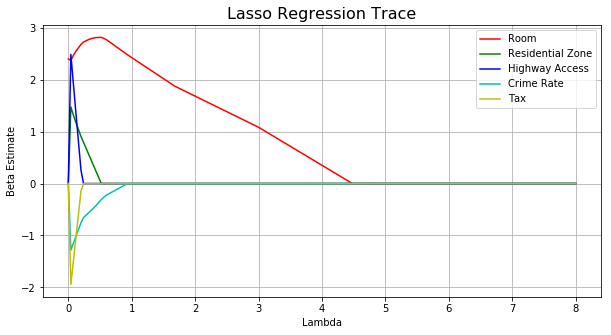 Lasso Regression Trace
Room
Residential Zone
Highway Access
Crime Rate
Tax
Beta Estimate
3
2
1
0
−1
−2
0 1 2 3 4 5 6 7 8
Lambda